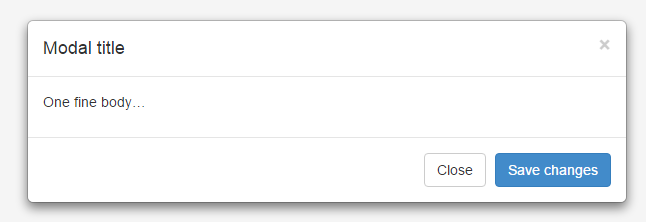 Modal title ×
One fine body…
Close Save changes